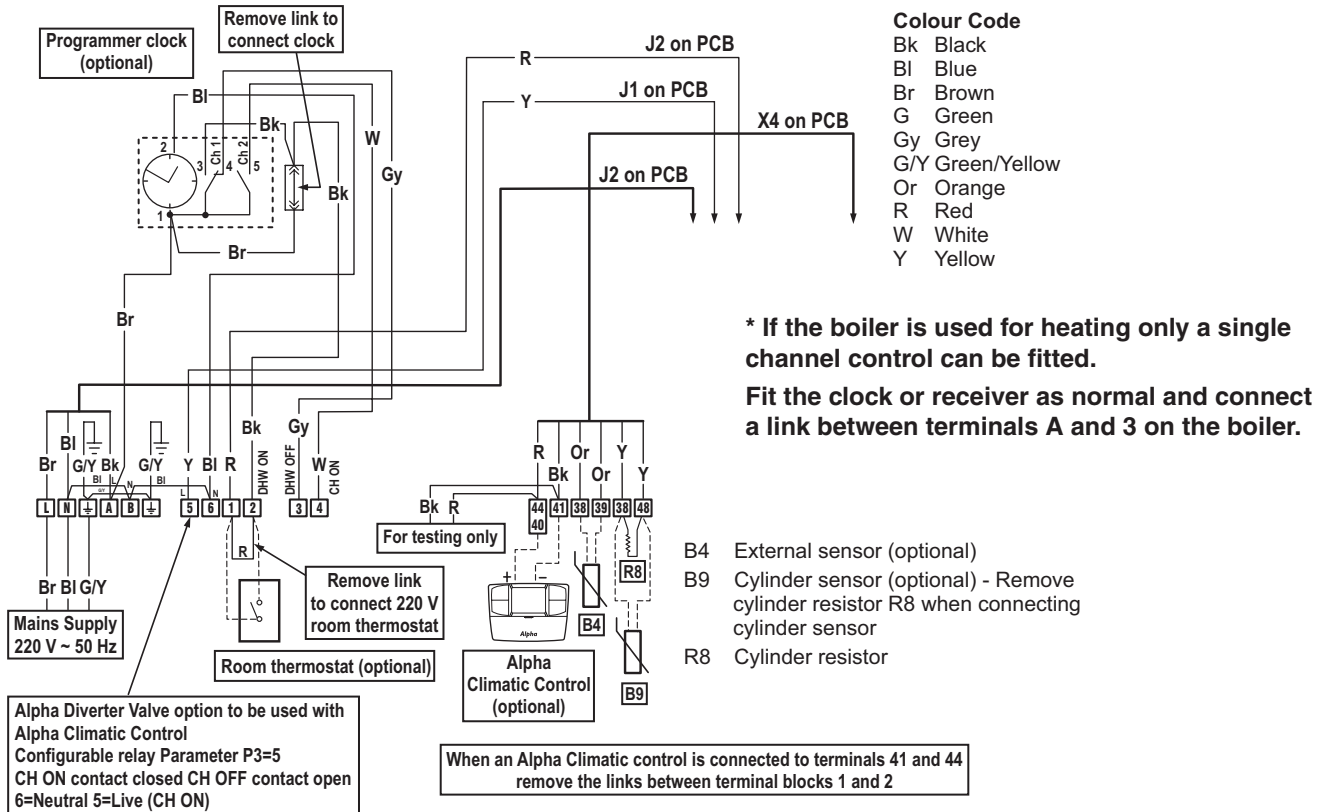 Programmer clock
(optional)
Remove link to
connect clock
J2 on PCB
R
J1 on PCB
Y
X4 on PCB
J2 on PCB
Bl
Bk
W
Gy
Bk
2
3
Ch 1
4
Ch 2
5
1
Br
Br
Colour Code
Bk Black
Bl Blue
Br Brown
G Green
Gy Grey
G/Y Green/Yellow
Or Orange
R Red
W White
Y Yellow
* If the boiler is used for heating only a single
channel control can be fitted.
Fit the clock or receiver as normal and connect
a link between terminals A and 3 on the boiler.
Br Bl G/Y Bk G/Y Y Bl R Bk Gy W
DHW ON
DHW OFF
CH ON
Bl L N Bl L N
G/Y
L N A B 5 6 1 2 3 4
R
Br Bl G/Y
Mains Supply
220 V ~ 50 Hz
Remove link
to connect 220 V
room thermostat
Room thermostat (optional)
Alpha Diverter Valve option to be used with
Alpha Climatic Control
Configurable relay Parameter P3=5
CH ON contact closed CH OFF contact open
6=Neutral 5=Live (CH ON)
R Bk Or Or Y Y
Bk R
For testing only
44 41 38 39 38 48
40
+ –
Alpha
Alpha
Climatic Control
(optional)
B4
R8
B9
B4 External sensor (optional)
B9 Cylinder sensor (optional) - Remove
cylinder resistor R8 when connecting
cylinder sensor
R8 Cylinder resistor
When an Alpha Climatic control is connected to terminals 41 and 44
remove the links between terminal blocks 1 and 2